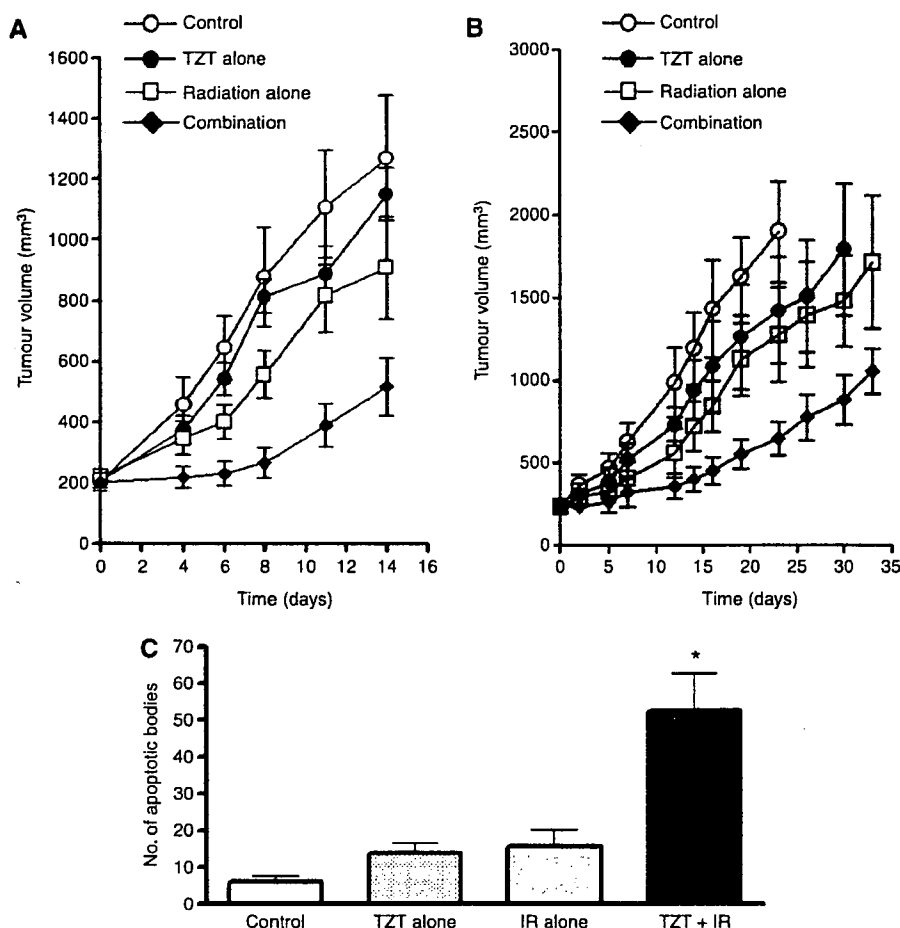 A
Control
TZT alone
Radiation alone
Combination
1600
1400
1200
1000
800
600
400
200
0
Tumour volume (mm³)
0 2 4 6 8 10 12 14 16
Time (days)
B
Control
TZT alone
Radiation alone
Combination
3000
2500
2000
1500
1000
500
0
Tumour volume (mm³)
0 5 10 15 20 25 30 35
Time (days)
C
70
60
50
40
30
20
10
0
No. of apoptotic bodies
*
Control TZT alone IR alone TZT + IR